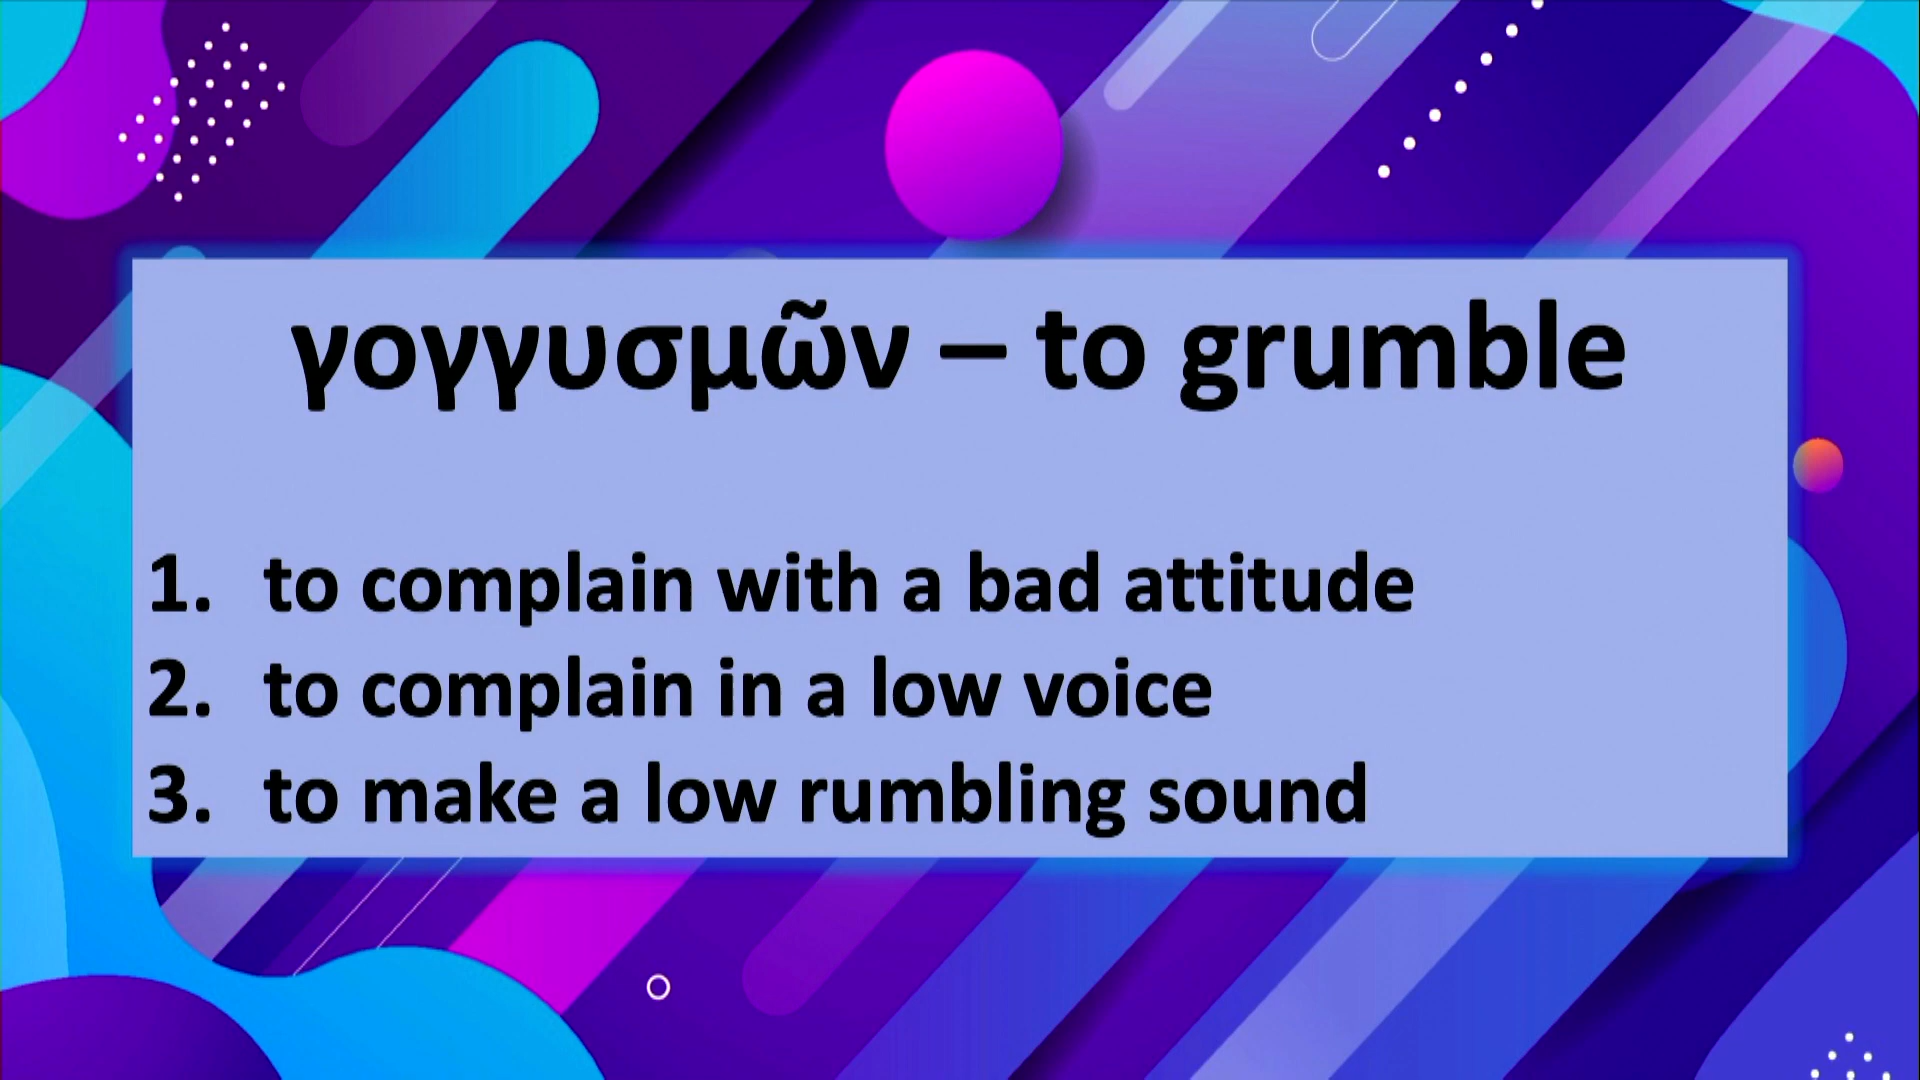 γογγυσμῶν – to grumble
1. to complain with a bad attitude
2. to complain in a low voice
3. to make a low rumbling sound